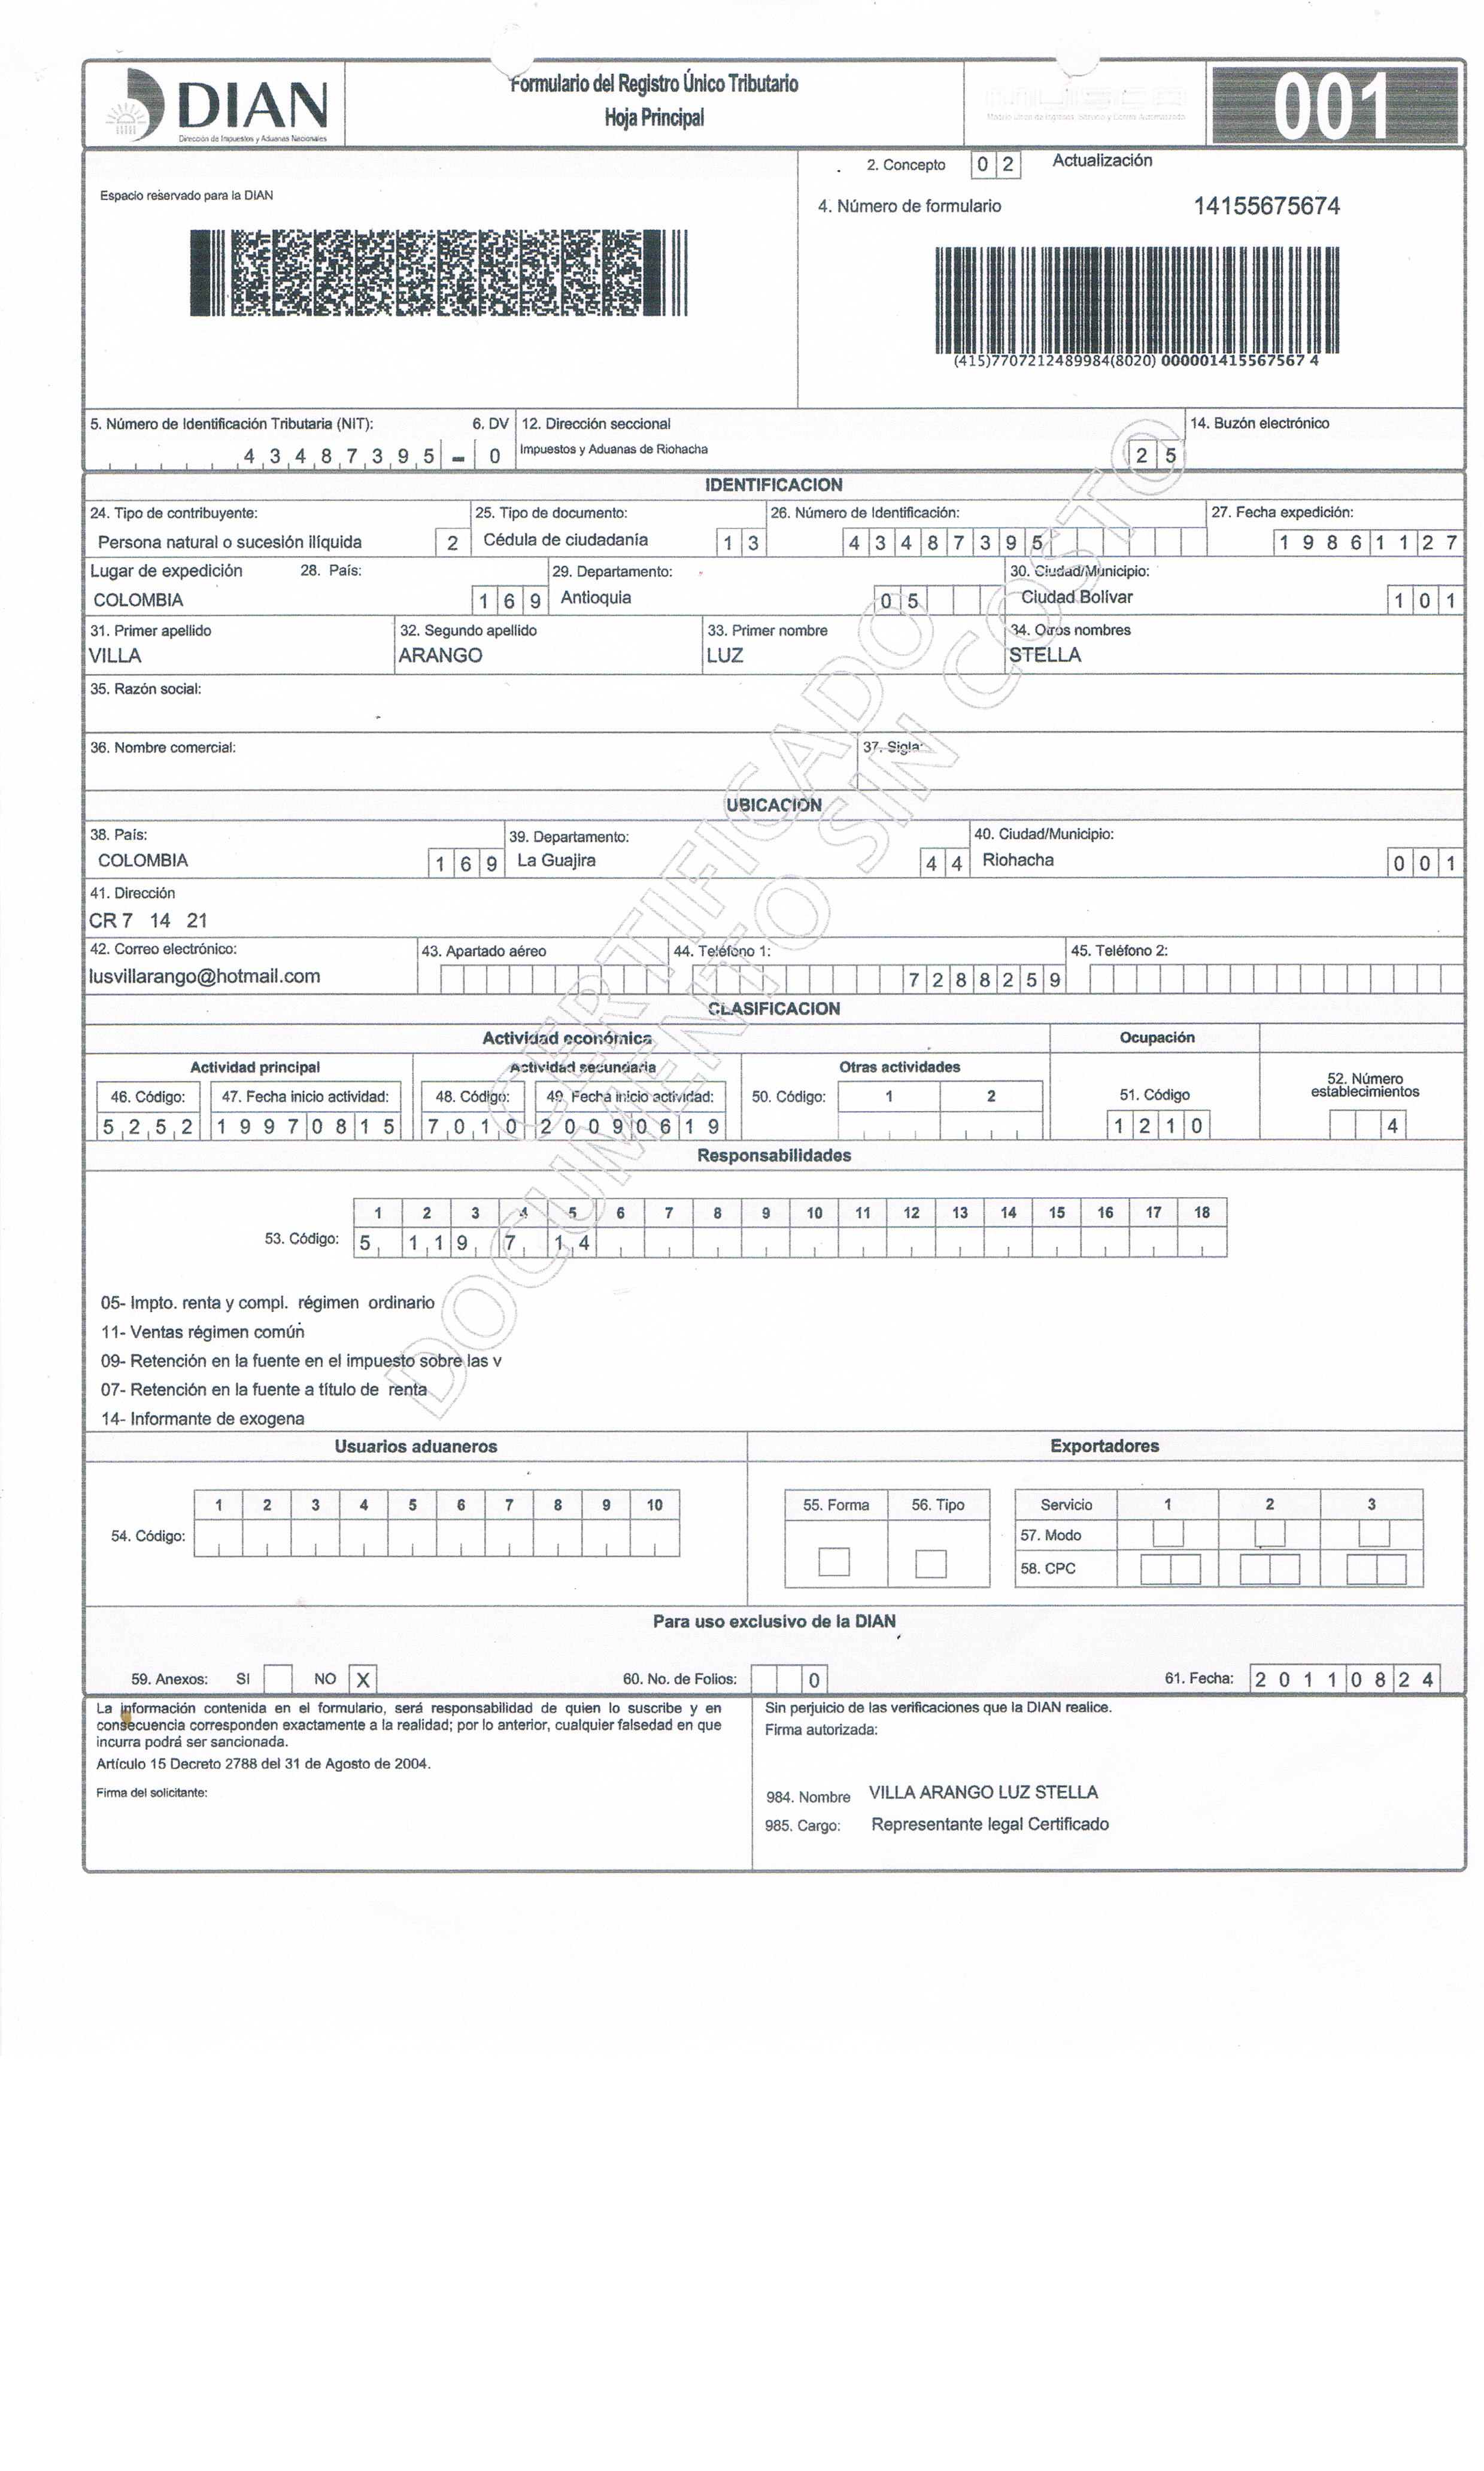 DIAN
Dirección de Impuestos y Aduanas Nacionales
Formulario del Registro Único Tributario
Hoja Principal
MUISCA
001
2. Concepto 0 2 Actualización
Espacio reservado para la DIAN
4. Número de formulario 14155675674
(415)7707212489984(8020) 000001415567567 4
5. Número de Identificación Tributaria (NIT): 6. DV 12. Dirección seccional 14. Buzón electrónico
4 3 4 8 7 3 9 5 - 0 Impuestos y Aduanas de Riohacha 2 5
IDENTIFICACION
24. Tipo de contribuyente: 25. Tipo de documento: 26. Número de Identificación: 27. Fecha expedición:
Persona natural o sucesión ilíquida 2 Cédula de ciudadanía 1 3 4 3 4 8 7 3 9 5 1 9 8 6 1 1 2 7
Lugar de expedición 28. País: 29. Departamento: 30. Ciudad/Municipio:
COLOMBIA 1 6 9 Antioquia 0 5 Ciudad Bolívar 1 0 1
31. Primer apellido 32. Segundo apellido 33. Primer nombre 34. Otros nombres
VILLA ARANGO LUZ STELLA
35. Razón social:
36. Nombre comercial: 37. Sigla:
UBICACION
38. País: 39. Departamento: 40. Ciudad/Municipio:
COLOMBIA 1 6 9 La Guajira 4 4 Riohacha 0 0 1
41. Dirección
CR 7 14 21
42. Correo electrónico: 43. Apartado aéreo 44. Teléfono 1: 45. Teléfono 2:
lusvillarango@hotmail.com 7 2 8 8 2 5 9
CLASIFICACION
Actividad económica Ocupación
Actividad principal Actividad secundaria Otras actividades 52. Número establecimientos
46. Código: 47. Fecha inicio actividad: 48. Código: 49. Fecha inicio actividad: 50. Código: 1 2 51. Código
5 2 5 2 1 9 9 7 0 8 1 5 7 0 1 0 2 0 0 9 0 6 1 9 1 2 1 0 4
Responsabilidades
1 2 3 4 5 6 7 8 9 10 11 12 13 14 15 16 17 18
53. Código: 5 1 1 9 7 1 4
05- Impto. renta y compl. régimen ordinario
11- Ventas régimen común
09- Retención en la fuente en el impuesto sobre las v
07- Retención en la fuente a título de renta
14- Informante de exogena
CERTIFICADO
DOCUMENTO SIN COSTO
Usuarios aduaneros Exportadores
1 2 3 4 5 6 7 8 9 10 55. Forma 56. Tipo Servicio 1 2 3
54. Código: 57. Modo
58. CPC
Para uso exclusivo de la DIAN
59. Anexos: SI NO X 60. No. de Folios: 0 61. Fecha: 2 0 1 1 0 8 2 4
La información contenida en el formulario, será responsabilidad de quien lo suscribe y en
consecuencia corresponden exactamente a la realidad; por lo anterior, cualquier falsedad en que
incurra podrá ser sancionada.
Artículo 15 Decreto 2788 del 31 de Agosto de 2004.
Firma del solicitante:
Sin perjuicio de las verificaciones que la DIAN realice.
Firma autorizada:
984. Nombre VILLA ARANGO LUZ STELLA
985. Cargo: Representante legal Certificado